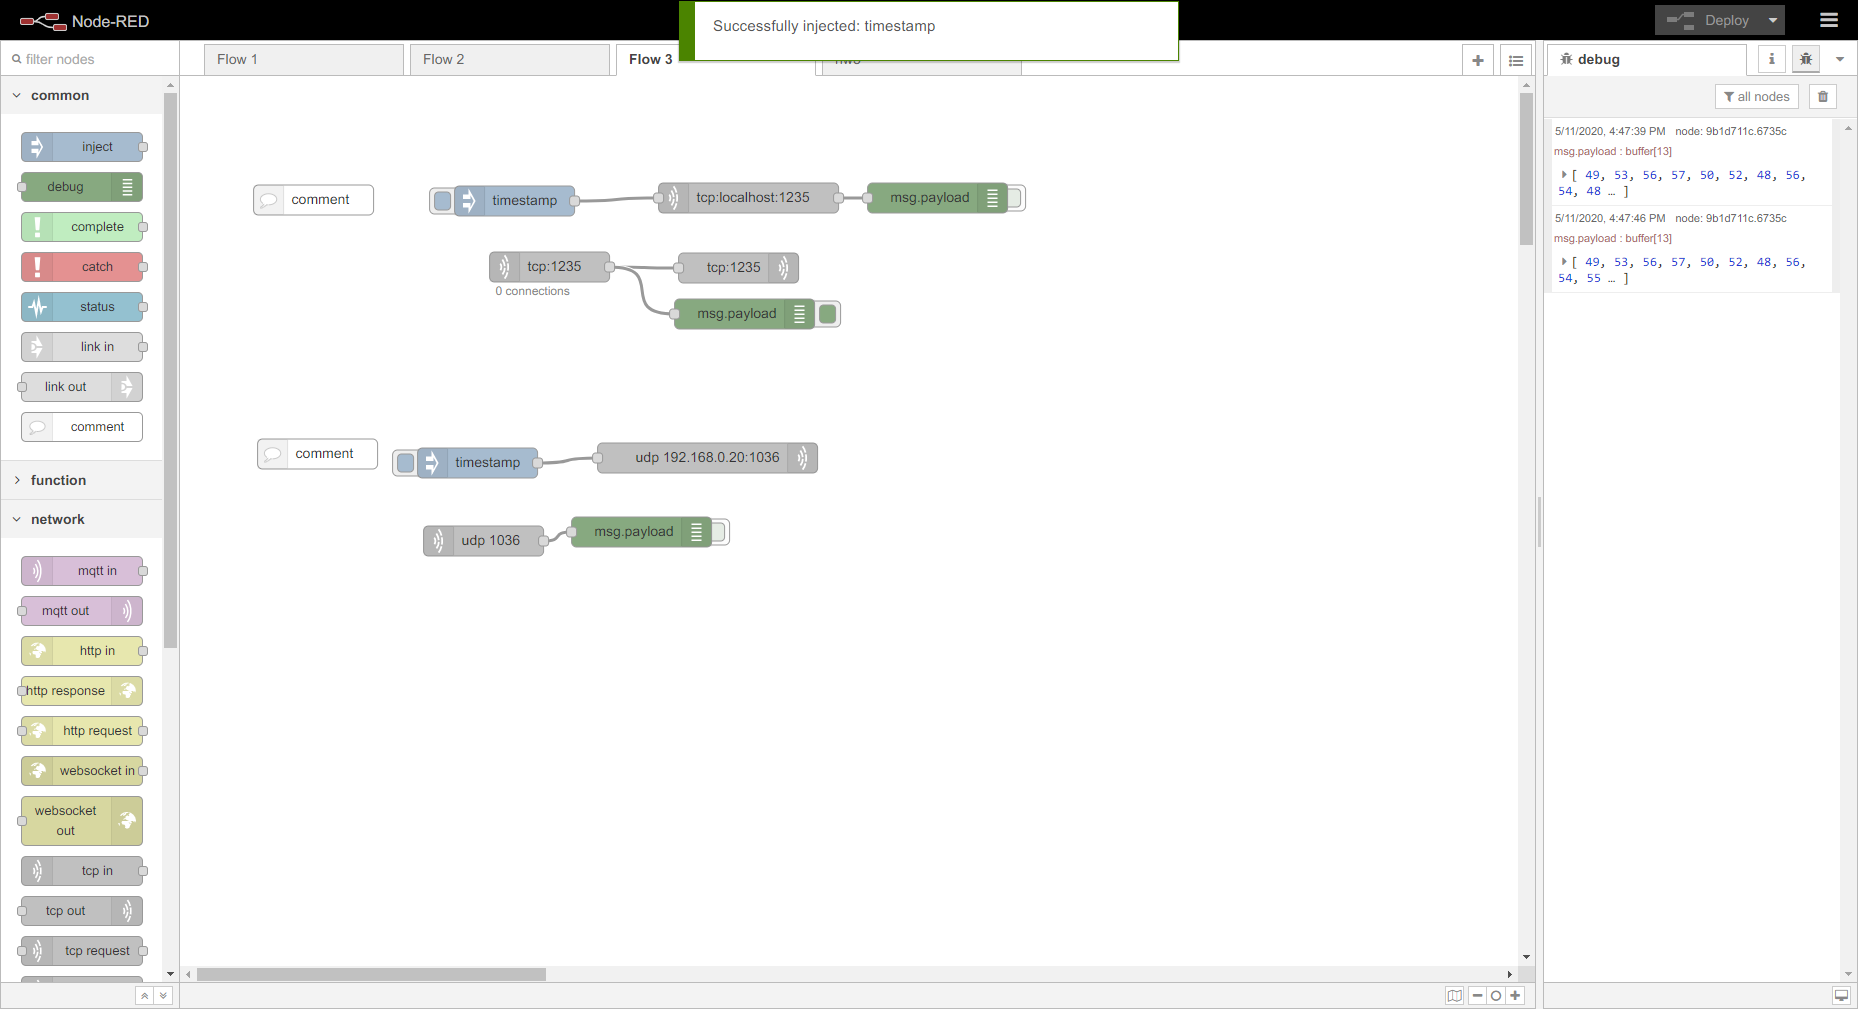 Node-RED
Successfully injected: timestamp
Deploy
filter nodes
Flow 1
Flow 2
Flow 3
debug
common
all nodes
inject
debug
complete
catch
status
link in
link out
comment
function
network
mqtt in
mqtt out
http in
http response
http request
websocket in
websocket
out
tcp in
tcp out
tcp request
comment
timestamp
tcp:localhost:1235
msg.payload
tcp:1235
0 connections
tcp:1235
msg.payload
comment
timestamp
udp 192.168.0.20:1036
udp 1036
msg.payload
5/11/2020, 4:47:39 PM node: 9b1d711c.6735c
msg.payload : buffer[13]
[ 49, 53, 56, 57, 50, 52, 48, 56,
54, 48 … ]
5/11/2020, 4:47:46 PM node: 9b1d711c.6735c
msg.payload : buffer[13]
[ 49, 53, 56, 57, 50, 52, 48, 56,
54, 55 … ]